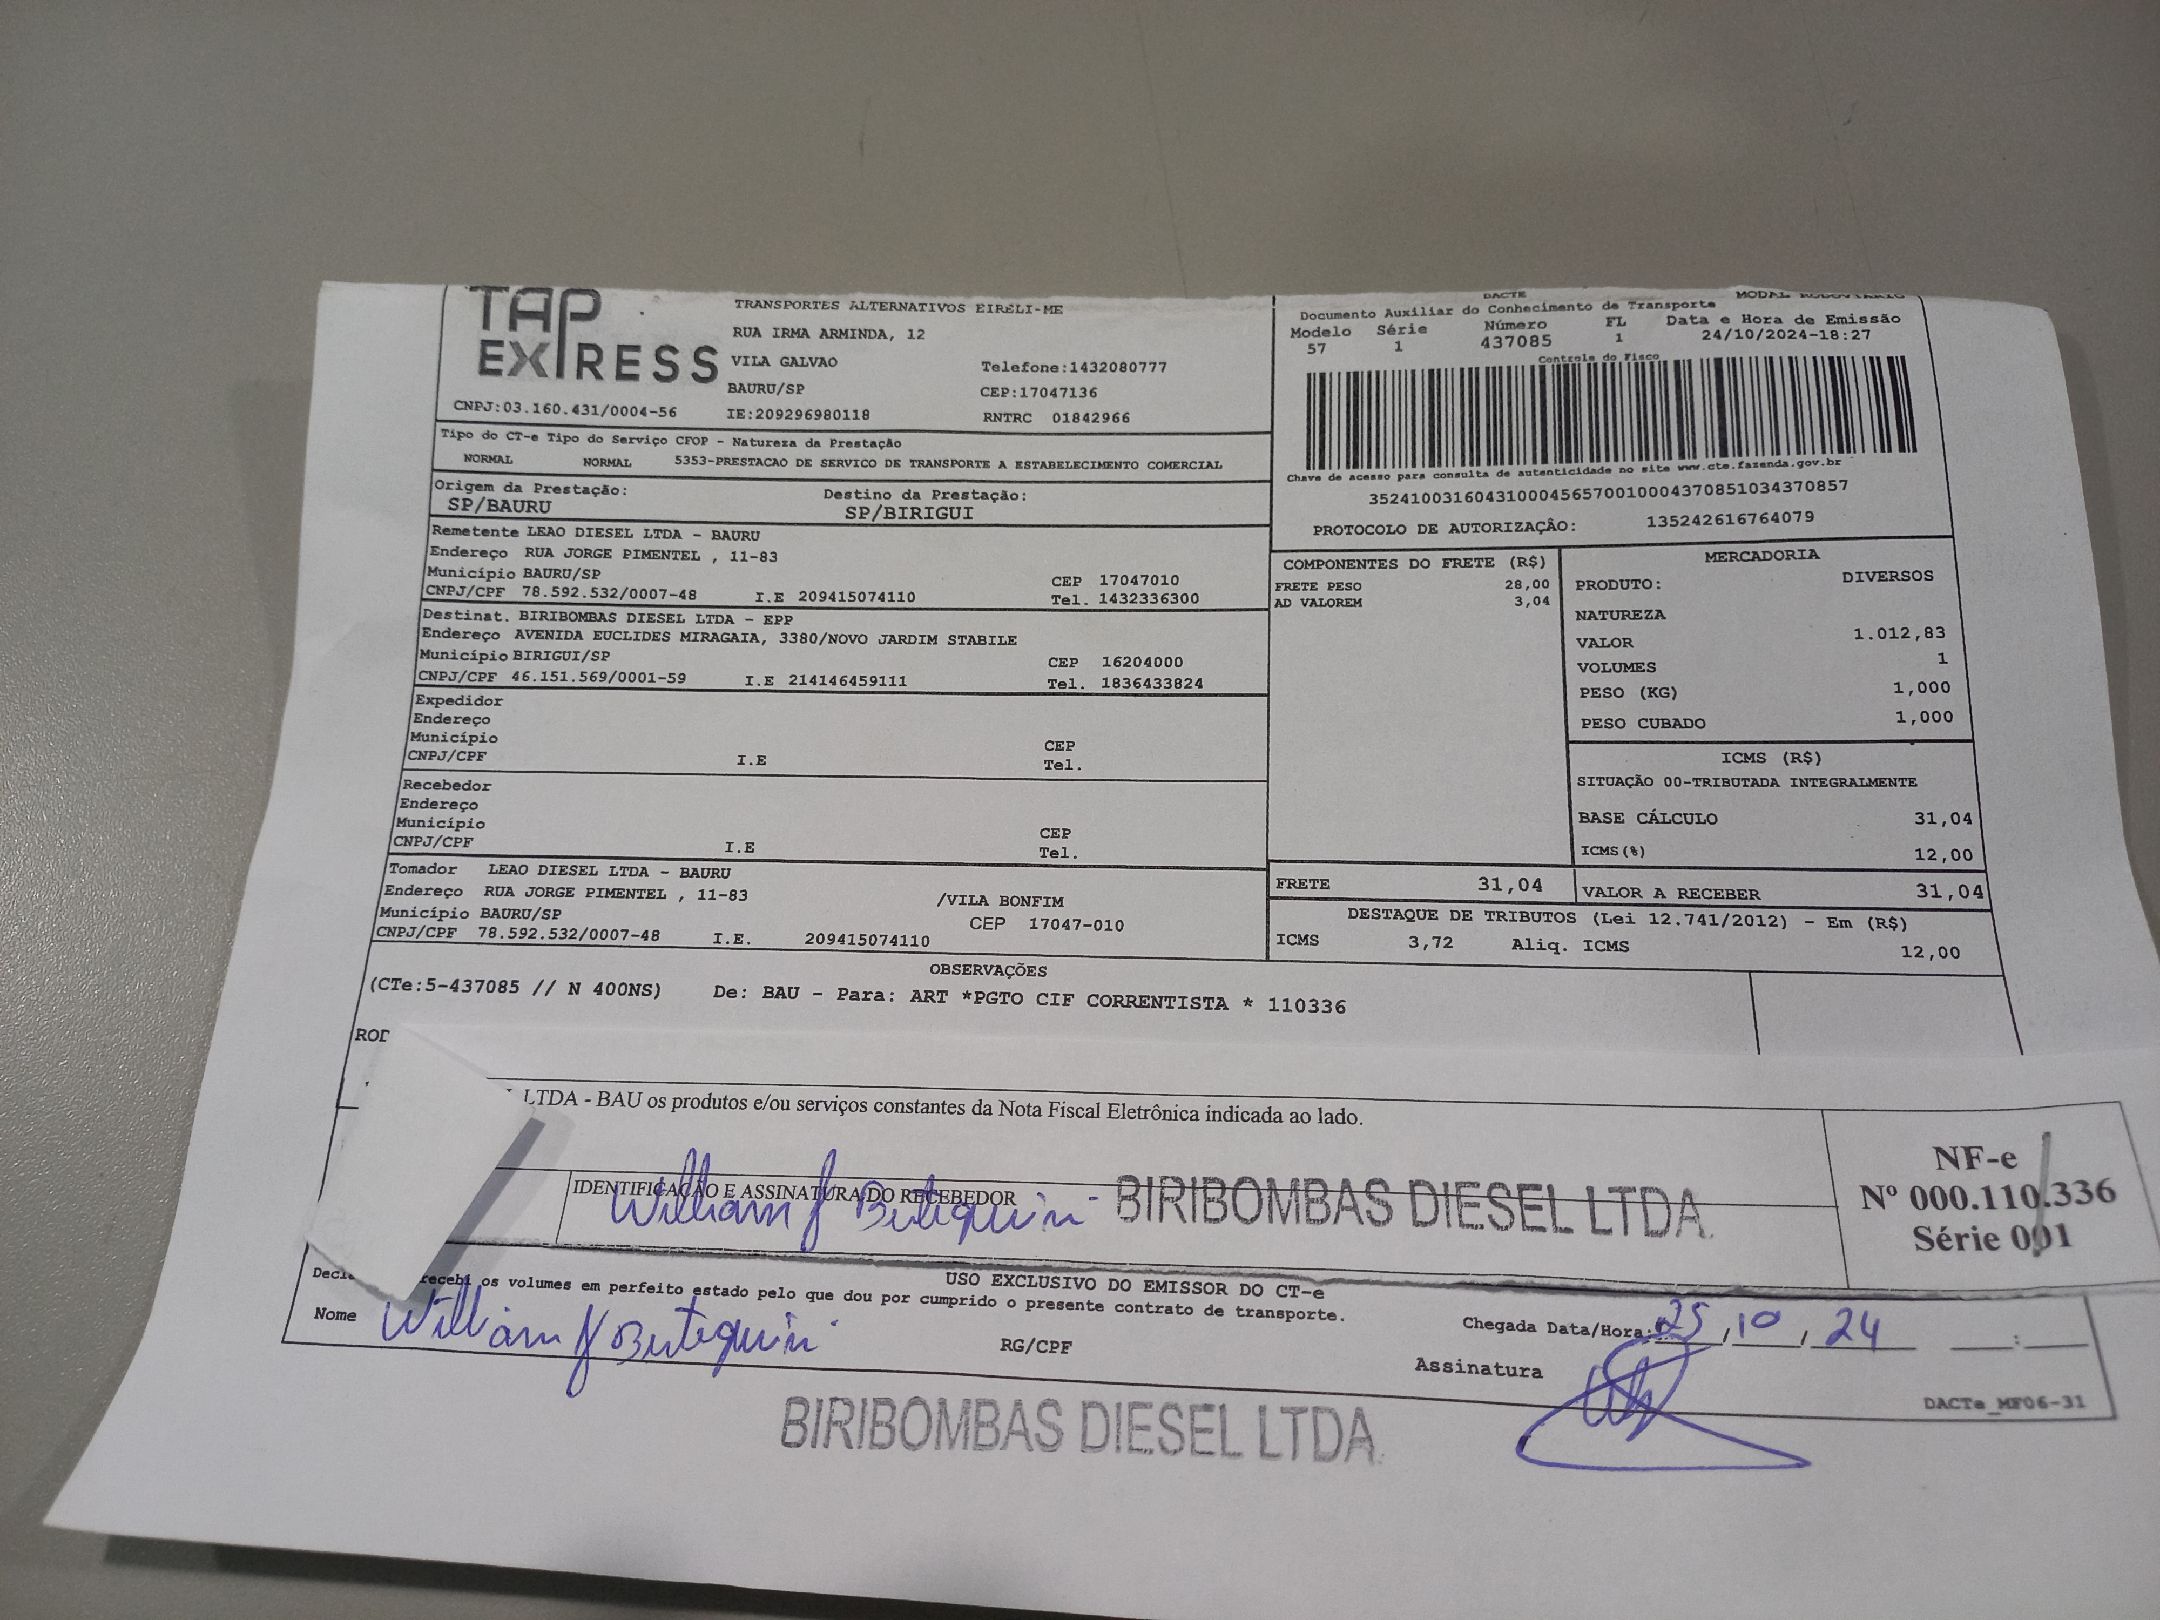 TAP
EXPRESS
CNPJ:03.160.431/0004-56
TRANSPORTES ALTERNATIVOS EIRELI-ME
RUA IRMA ARMINDA, 12
VILA GALVAO Telefone:1432080777
BAURU/SP CEP:17047136
IE:209296980118 RNTRC 01842966
DACTE MODAL RODOVIÁRIO
Documento Auxiliar do Conhecimento de Transporte
Modelo Série Número FL Data e Hora de Emissão
57 1 437085 1 24/10/2024-18:27
Controle do Fisco
Chave de acesso para consulta de autenticidade no site www.cte.fazenda.gov.br
35241003160431000456570010004370851034370857
PROTOCOLO DE AUTORIZAÇÃO: 135242616764079
Tipo do CT-e Tipo do Serviço CFOP - Natureza da Prestação
NORMAL NORMAL 5353-PRESTACAO DE SERVICO DE TRANSPORTE A ESTABELECIMENTO COMERCIAL
Origem da Prestação: Destino da Prestação:
SP/BAURU SP/BIRIGUI
Remetente LEAO DIESEL LTDA - BAURU
Endereço RUA JORGE PIMENTEL , 11-83
Município BAURU/SP CEP 17047010
CNPJ/CPF 78.592.532/0007-48 I.E 209415074110 Tel. 1432336300
Destinat. BIRIBOMBAS DIESEL LTDA - EPP
Endereço AVENIDA EUCLIDES MIRAGAIA, 3380/NOVO JARDIM STABILE
Município BIRIGUI/SP CEP 16204000
CNPJ/CPF 46.151.569/0001-59 I.E 214146459111 Tel. 1836433824
Expedidor
Endereço
Município CEP
CNPJ/CPF I.E Tel.
Recebedor
Endereço
Município CEP
CNPJ/CPF I.E Tel.
Tomador LEAO DIESEL LTDA - BAURU
Endereço RUA JORGE PIMENTEL , 11-83 /VILA BONFIM
Município BAURU/SP CEP 17047-010
CNPJ/CPF 78.592.532/0007-48 I.E. 209415074110
COMPONENTES DO FRETE (R$)
FRETE PESO 28,00
AD VALOREM 3,04
MERCADORIA
PRODUTO: DIVERSOS
NATUREZA
VALOR 1.012,83
VOLUMES 1
PESO (KG) 1,000
PESO CUBADO 1,000
ICMS (R$)
SITUAÇÃO 00-TRIBUTADA INTEGRALMENTE
BASE CÁLCULO 31,04
ICMS(%) 12,00
FRETE 31,04 VALOR A RECEBER 31,04
DESTAQUE DE TRIBUTOS (Lei 12.741/2012) - Em (R$)
ICMS 3,72 Aliq. ICMS 12,00
OBSERVAÇÕES
(CTe:5-437085 // N 400NS) De: BAU - Para: ART *PGTO CIF CORRENTISTA * 110336
ROD
LTDA - BAU os produtos e/ou serviços constantes da Nota Fiscal Eletrônica indicada ao lado.
IDENTIFICAÇÃO E ASSINATURA DO RECEBEDOR
William J Butequini
BIRIBOMBAS DIESEL LTDA.
NF-e
Nº 000.110.336
Série 001
USO EXCLUSIVO DO EMISSOR DO CT-e
recebi os volumes em perfeito estado pelo que dou por cumprido o presente contrato de transporte.
Nome William J Butequini RG/CPF
Chegada Data/Hora: 25/10/24 :
Assinatura
DACTe_MF06-31
BIRIBOMBAS DIESEL LTDA.